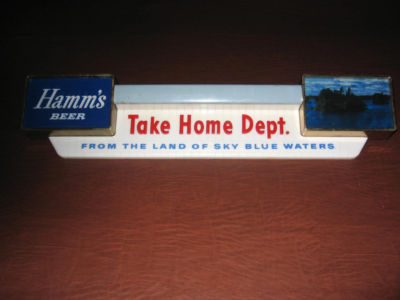 Hamm's
BEER
Take Home Dept.
FROM THE LAND OF SKY BLUE WATERS